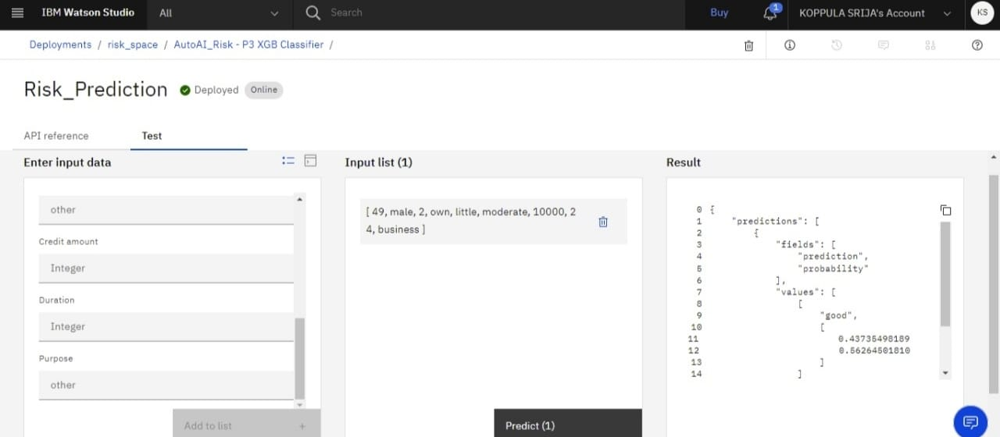 IBM Watson Studio
All
Search
Buy
1
KOPPULA SRIJA's Account
KS
Deployments / risk_space / AutoAI_Risk - P3 XGB Classifier /
Risk_Prediction
Deployed
Online
API reference
Test
Enter input data
other
Credit amount
Integer
Duration
Integer
Purpose
other
Add to list +
Input list (1)
[ 49, male, 2, own, little, moderate, 10000, 2
4, business ]
Predict (1)
Result
0 {
1 "predictions": [
2 {
3 "fields": [
4 "prediction",
5 "probability"
6 ],
7 "values": [
8 [
9 "good",
10 [
11 0.43735498189
12 0.56264501810
13 ]
14 ]